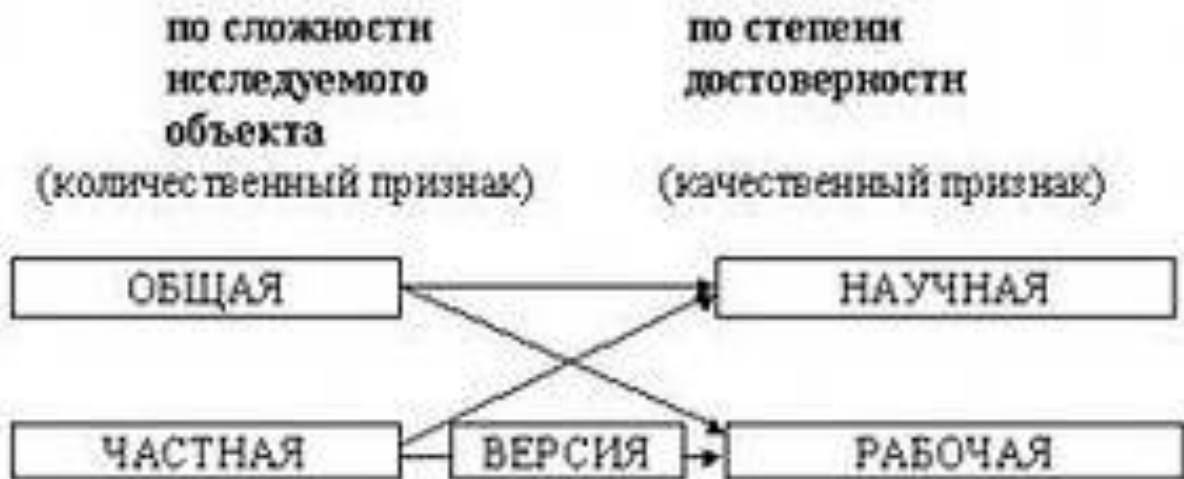 по сложности
исследуемого
объекта
(количественный признак)
по степени
достоверности
(качественный признак)
ОБЩАЯ
НАУЧНАЯ
ЧАСТНАЯ
ВЕРСИЯ
РАБОЧАЯ